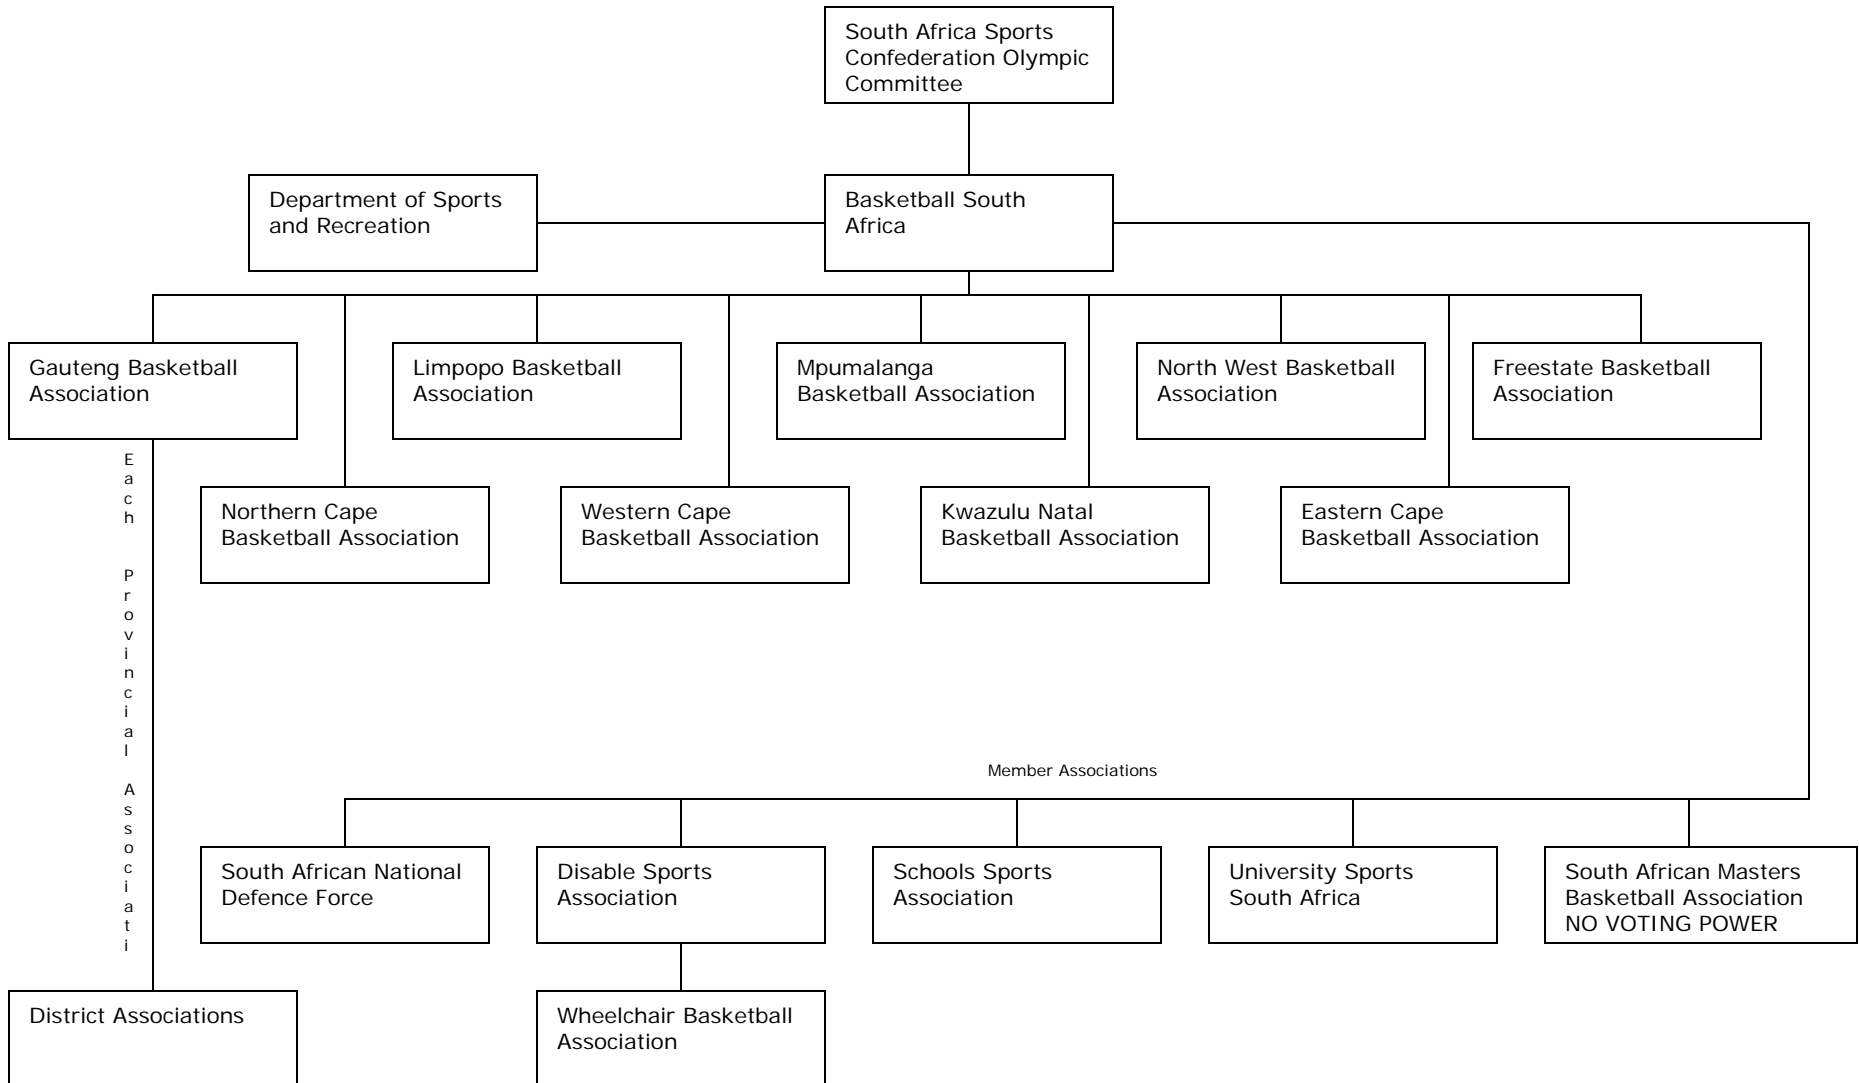 South Africa Sports
Confederation Olympic
Committee
Department of Sports
and Recreation
Basketball South
Africa
Gauteng Basketball
Association
Limpopo Basketball
Association
Mpumalanga
Basketball Association
North West Basketball
Association
Freestate Basketball
Association
Each Provincial Associati
Northern Cape
Basketball Association
Western Cape
Basketball Association
Kwazulu Natal
Basketball Association
Eastern Cape
Basketball Association
Member Associations
South African National
Defence Force
Disable Sports
Association
Schools Sports
Association
University Sports
South Africa
South African Masters
Basketball Association
NO VOTING POWER
District Associations
Wheelchair Basketball
Association